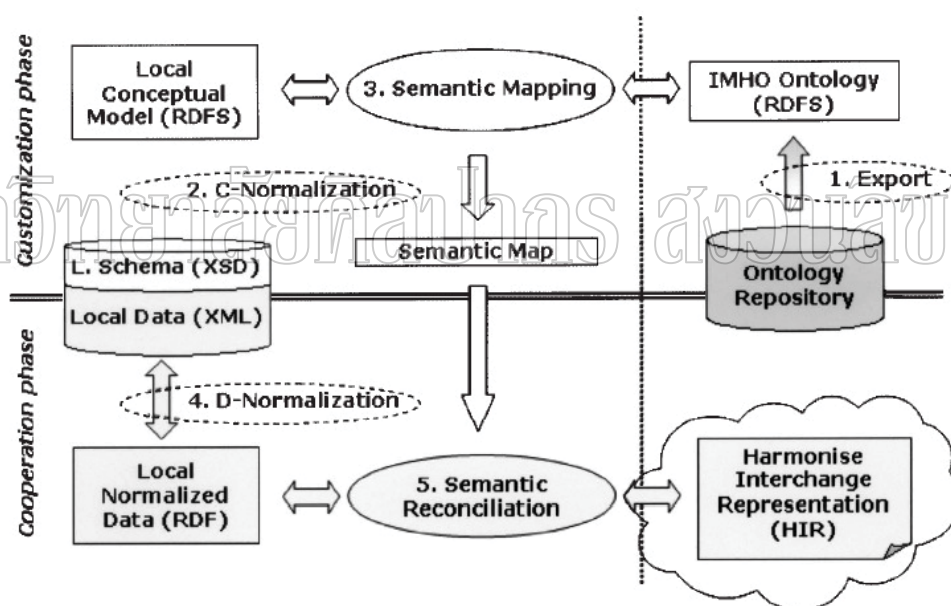 Customization phase
Local
Conceptual
Model (RDFS)
3. Semantic Mapping
IMHO Ontology
(RDFS)
2. C-Normalization
1. Export
Semantic Map
L. Schema (XSD)
Local Data (XML)
Ontology
Repository
Cooperation phase
4. D-Normalization
Local
Normalized
Data (RDF)
5. Semantic
Reconciliation
Harmonise
Interchange
Representation
(HIR)